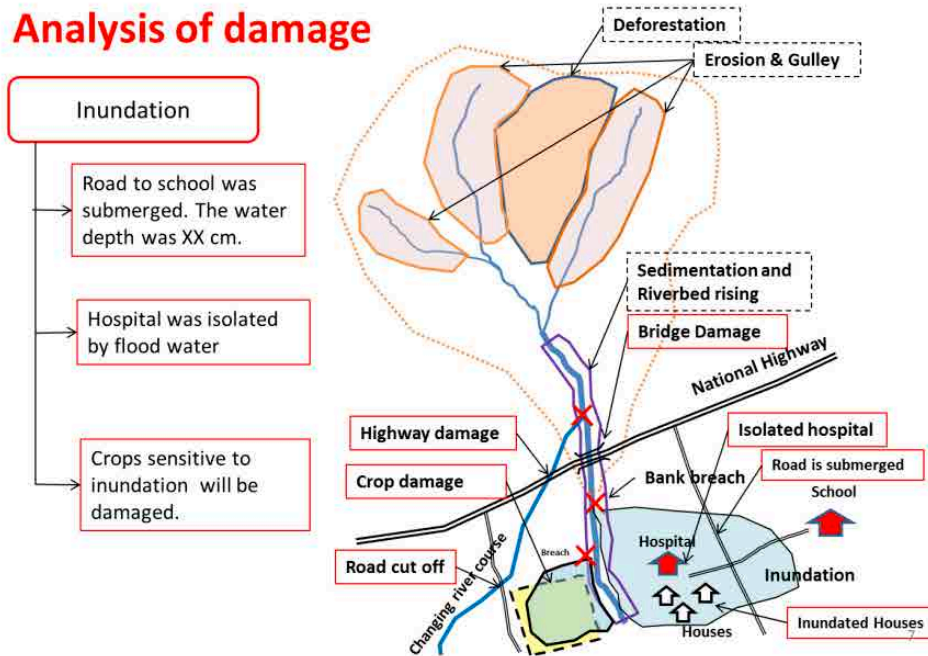 Analysis of damage
Inundation
Road to school was
submerged. The water
depth was XX cm.
Hospital was isolated
by flood water
Crops sensitive to
inundation will be
damaged.
Deforestation
Erosion & Gulley
Sedimentation and
Riverbed rising
Bridge Damage
National Highway
Highway damage
Isolated hospital
Crop damage
Bank breach
Road is submerged
School
Hospital
Breach
Road cut off
Inundation
Changing river course
Inundated Houses
Houses
7